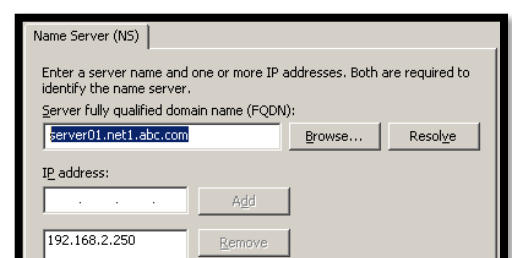 Name Server (NS)
Enter a server name and one or more IP addresses. Both are required to
identify the name server.
Server fully qualified domain name (FQDN):
server01.net1.abc.com Browse... Resolve
IP address:
. . . Add
192.168.2.250 Remove